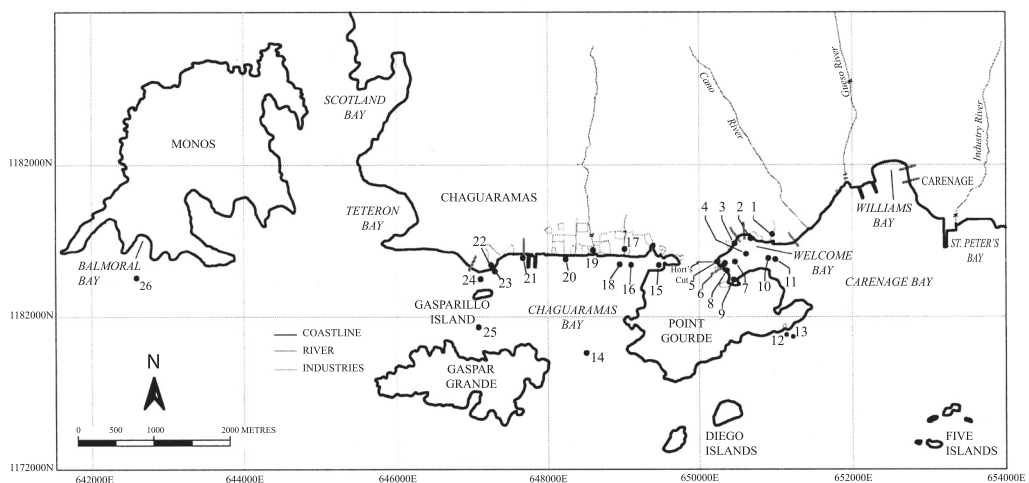 SCOTLAND
BAY
MONOS
Cano
River
Gueso River
Industry River
1182000N
CHAGUARAMAS
TETERON
BAY
CARENAGE
WILLIAMS
BAY
ST. PETER'S
BAY
4 3 2 1
22
17
19
BALMORAL
BAY
26
24
23
21
20
18
16
15
Hort's
Cut
5
6
8
9
7
10
11
WELCOME
BAY
CARENAGE BAY
GASPARILLO
ISLAND
25
CHAGUARAMAS
BAY
14
POINT
GOURDE
12
13
1182000N
COASTLINE
RIVER
INDUSTRIES
GASPAR
GRANDE
N
0 500 1000 2000 METRES
DIEGO
ISLANDS
FIVE
ISLANDS
1172000N
642000E 644000E 646000E 648000E 650000E 652000E 654000E